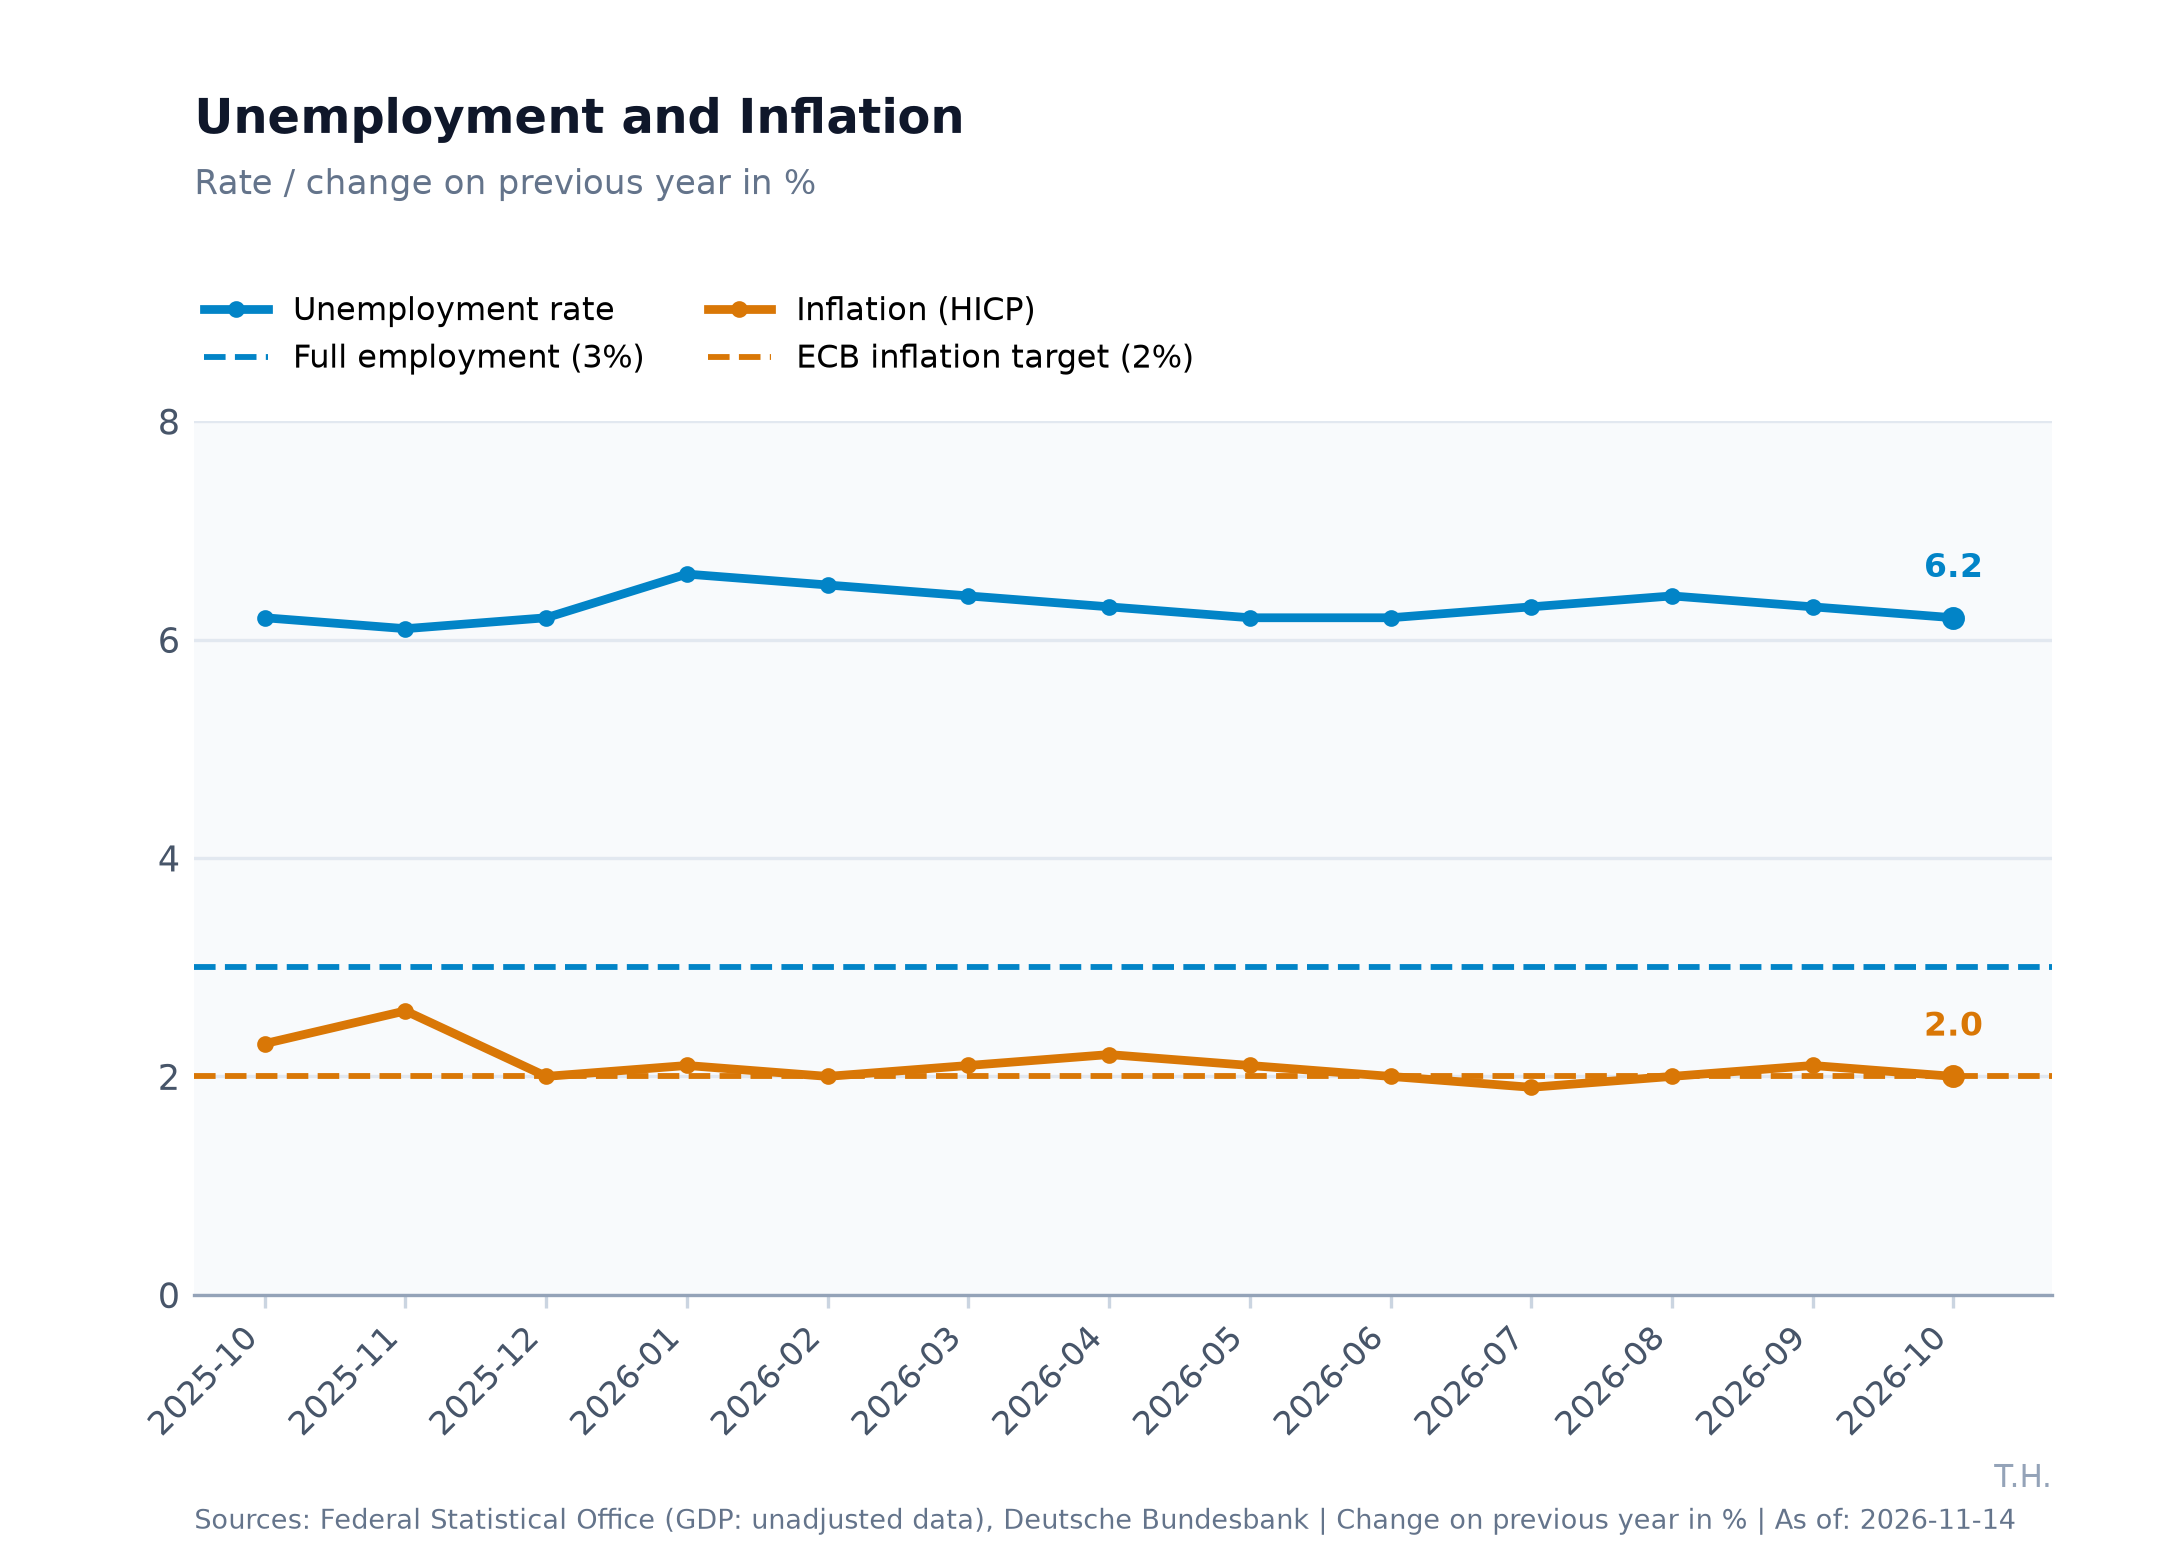 Unemployment and Inflation
Rate / change on previous year in %
Unemployment rate
Inflation (HICP)
Full employment (3%)
ECB inflation target (2%)
8
6
4
2
0
6.2
2.0
2025-10
2025-11
2025-12
2026-01
2026-02
2026-03
2026-04
2026-05
2026-06
2026-07
2026-08
2026-09
2026-10
T.H.
Sources: Federal Statistical Office (GDP: unadjusted data), Deutsche Bundesbank | Change on previous year in % | As of: 2026-11-14